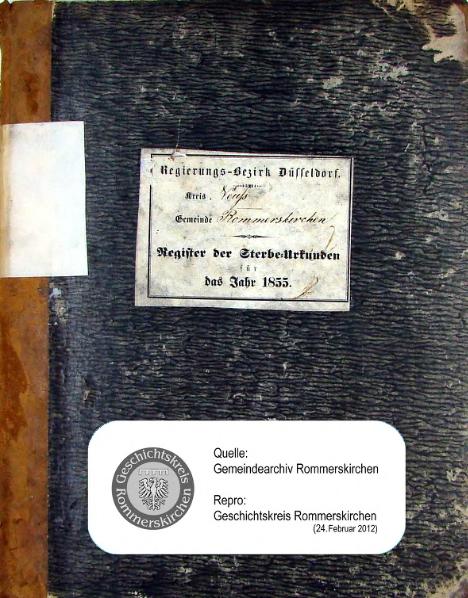 Regierungs-Bezirk Düsseldorf.
Kreis Neuß
Gemeinde Rommerskirchen
Register der Sterbe-Urkunden
für
das Jahr 1855.
Geschichtskreis
Rommerskirchen
Quelle:
Gemeindearchiv Rommerskirchen
Repro:
Geschichtskreis Rommerskirchen
(24.Februar 2012)